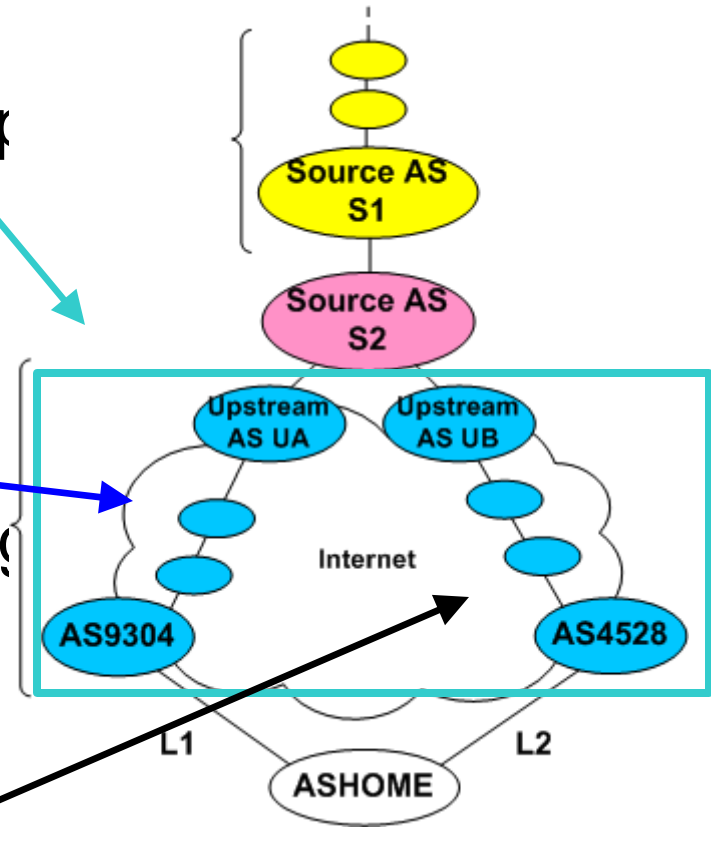 Source AS
S1
Source AS
S2
Upstream
AS UA
Upstream
AS UB
Internet
AS9304
AS4528
L1
L2
ASHOME